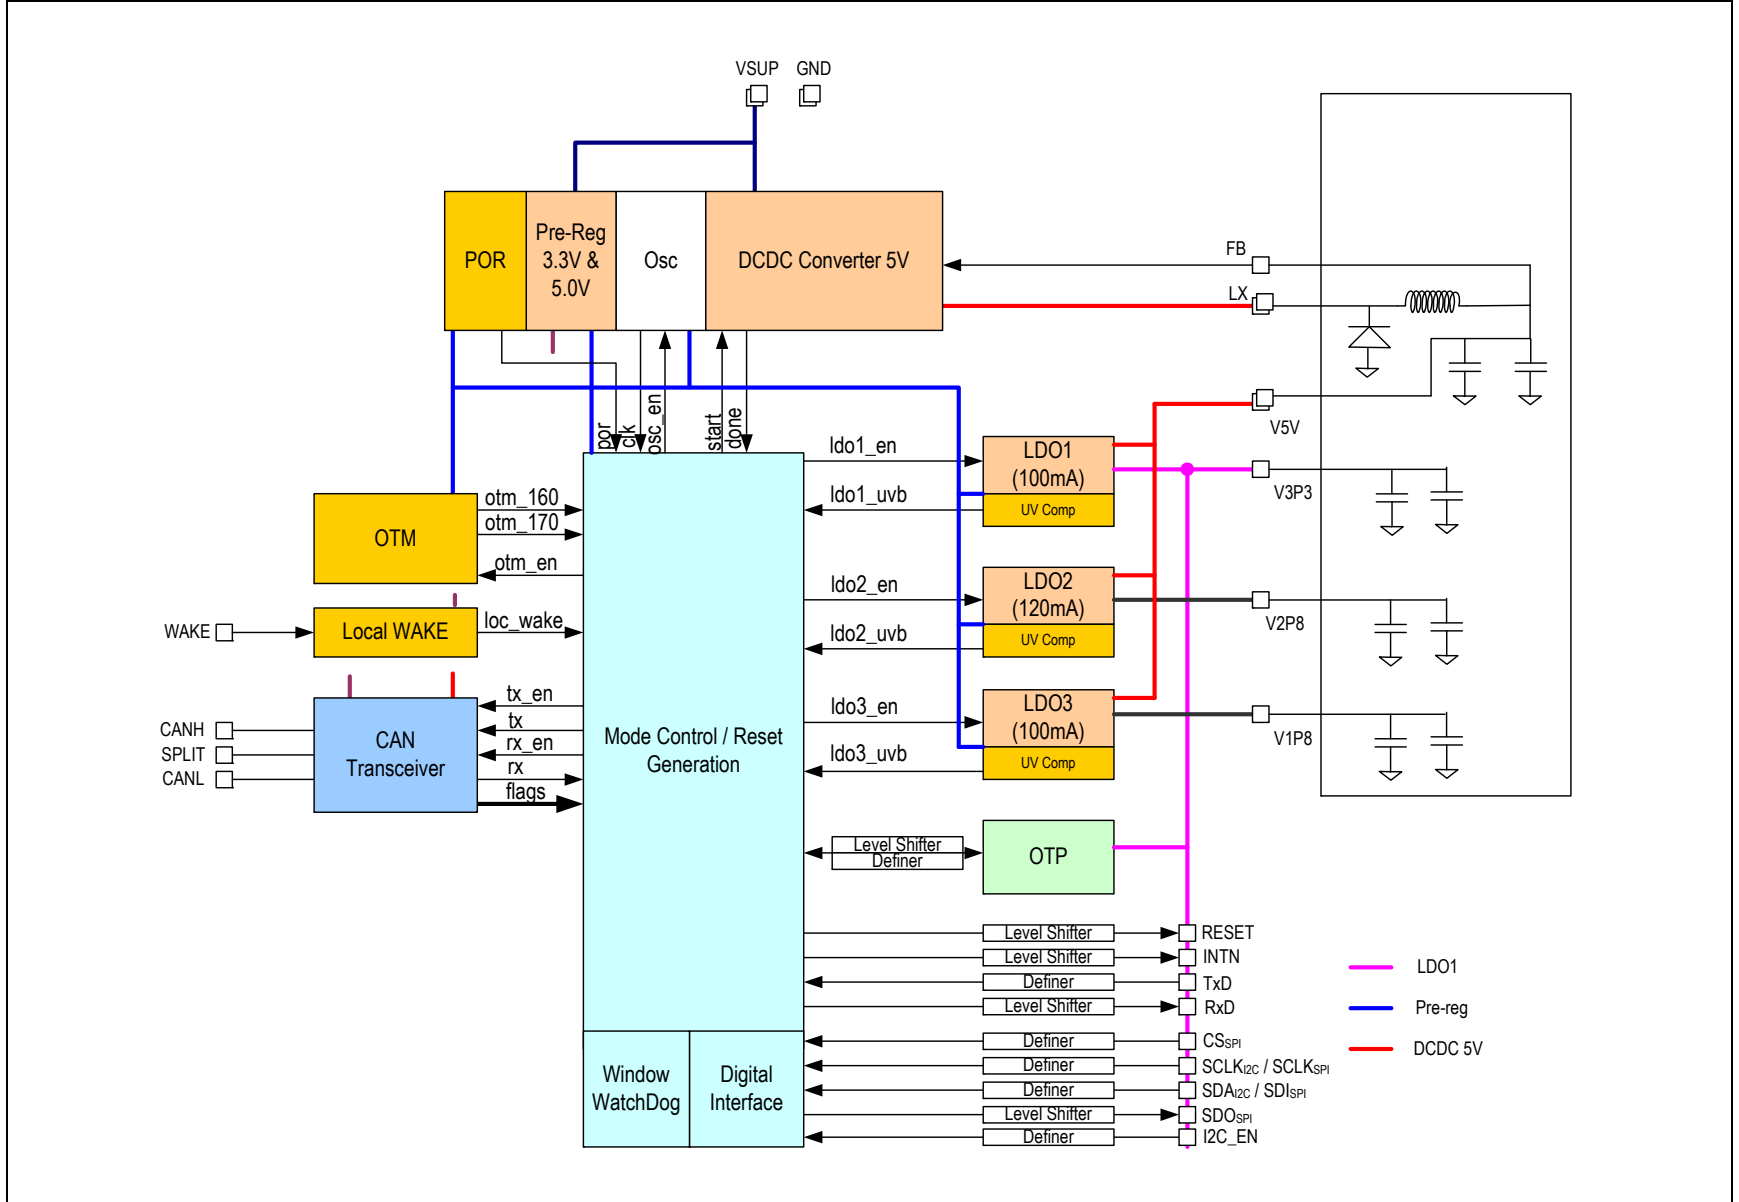 VSUP GND
POR
Pre-Reg
3.3V &
5.0V
Osc
DCDC Converter 5V
FB
LX
por
clk
osc_en
start
done
V5V
ldo1_en
LDO1
(100mA)
ldo1_uvb
UV Comp
V3P3
OTM
otm_160
otm_170
otm_en
ldo2_en
LDO2
(120mA)
ldo2_uvb
UV Comp
V2P8
WAKE
Local WAKE
loc_wake
ldo3_en
LDO3
(100mA)
ldo3_uvb
UV Comp
V1P8
CANH
SPLIT
CANL
CAN
Transceiver
tx_en
tx
rx_en
rx
flags
Mode Control / Reset
Generation
Level Shifter
Definer
OTP
Level Shifter RESET
Level Shifter INTN
Definer TxD
Level Shifter RxD
Definer CSSPI
Definer SCLKI2C / SCLKSPI
Definer SDAI2C / SDISPI
Level Shifter SDOSPI
Definer I2C_EN
Window
WatchDog
Digital
Interface
LDO1
Pre-reg
DCDC 5V